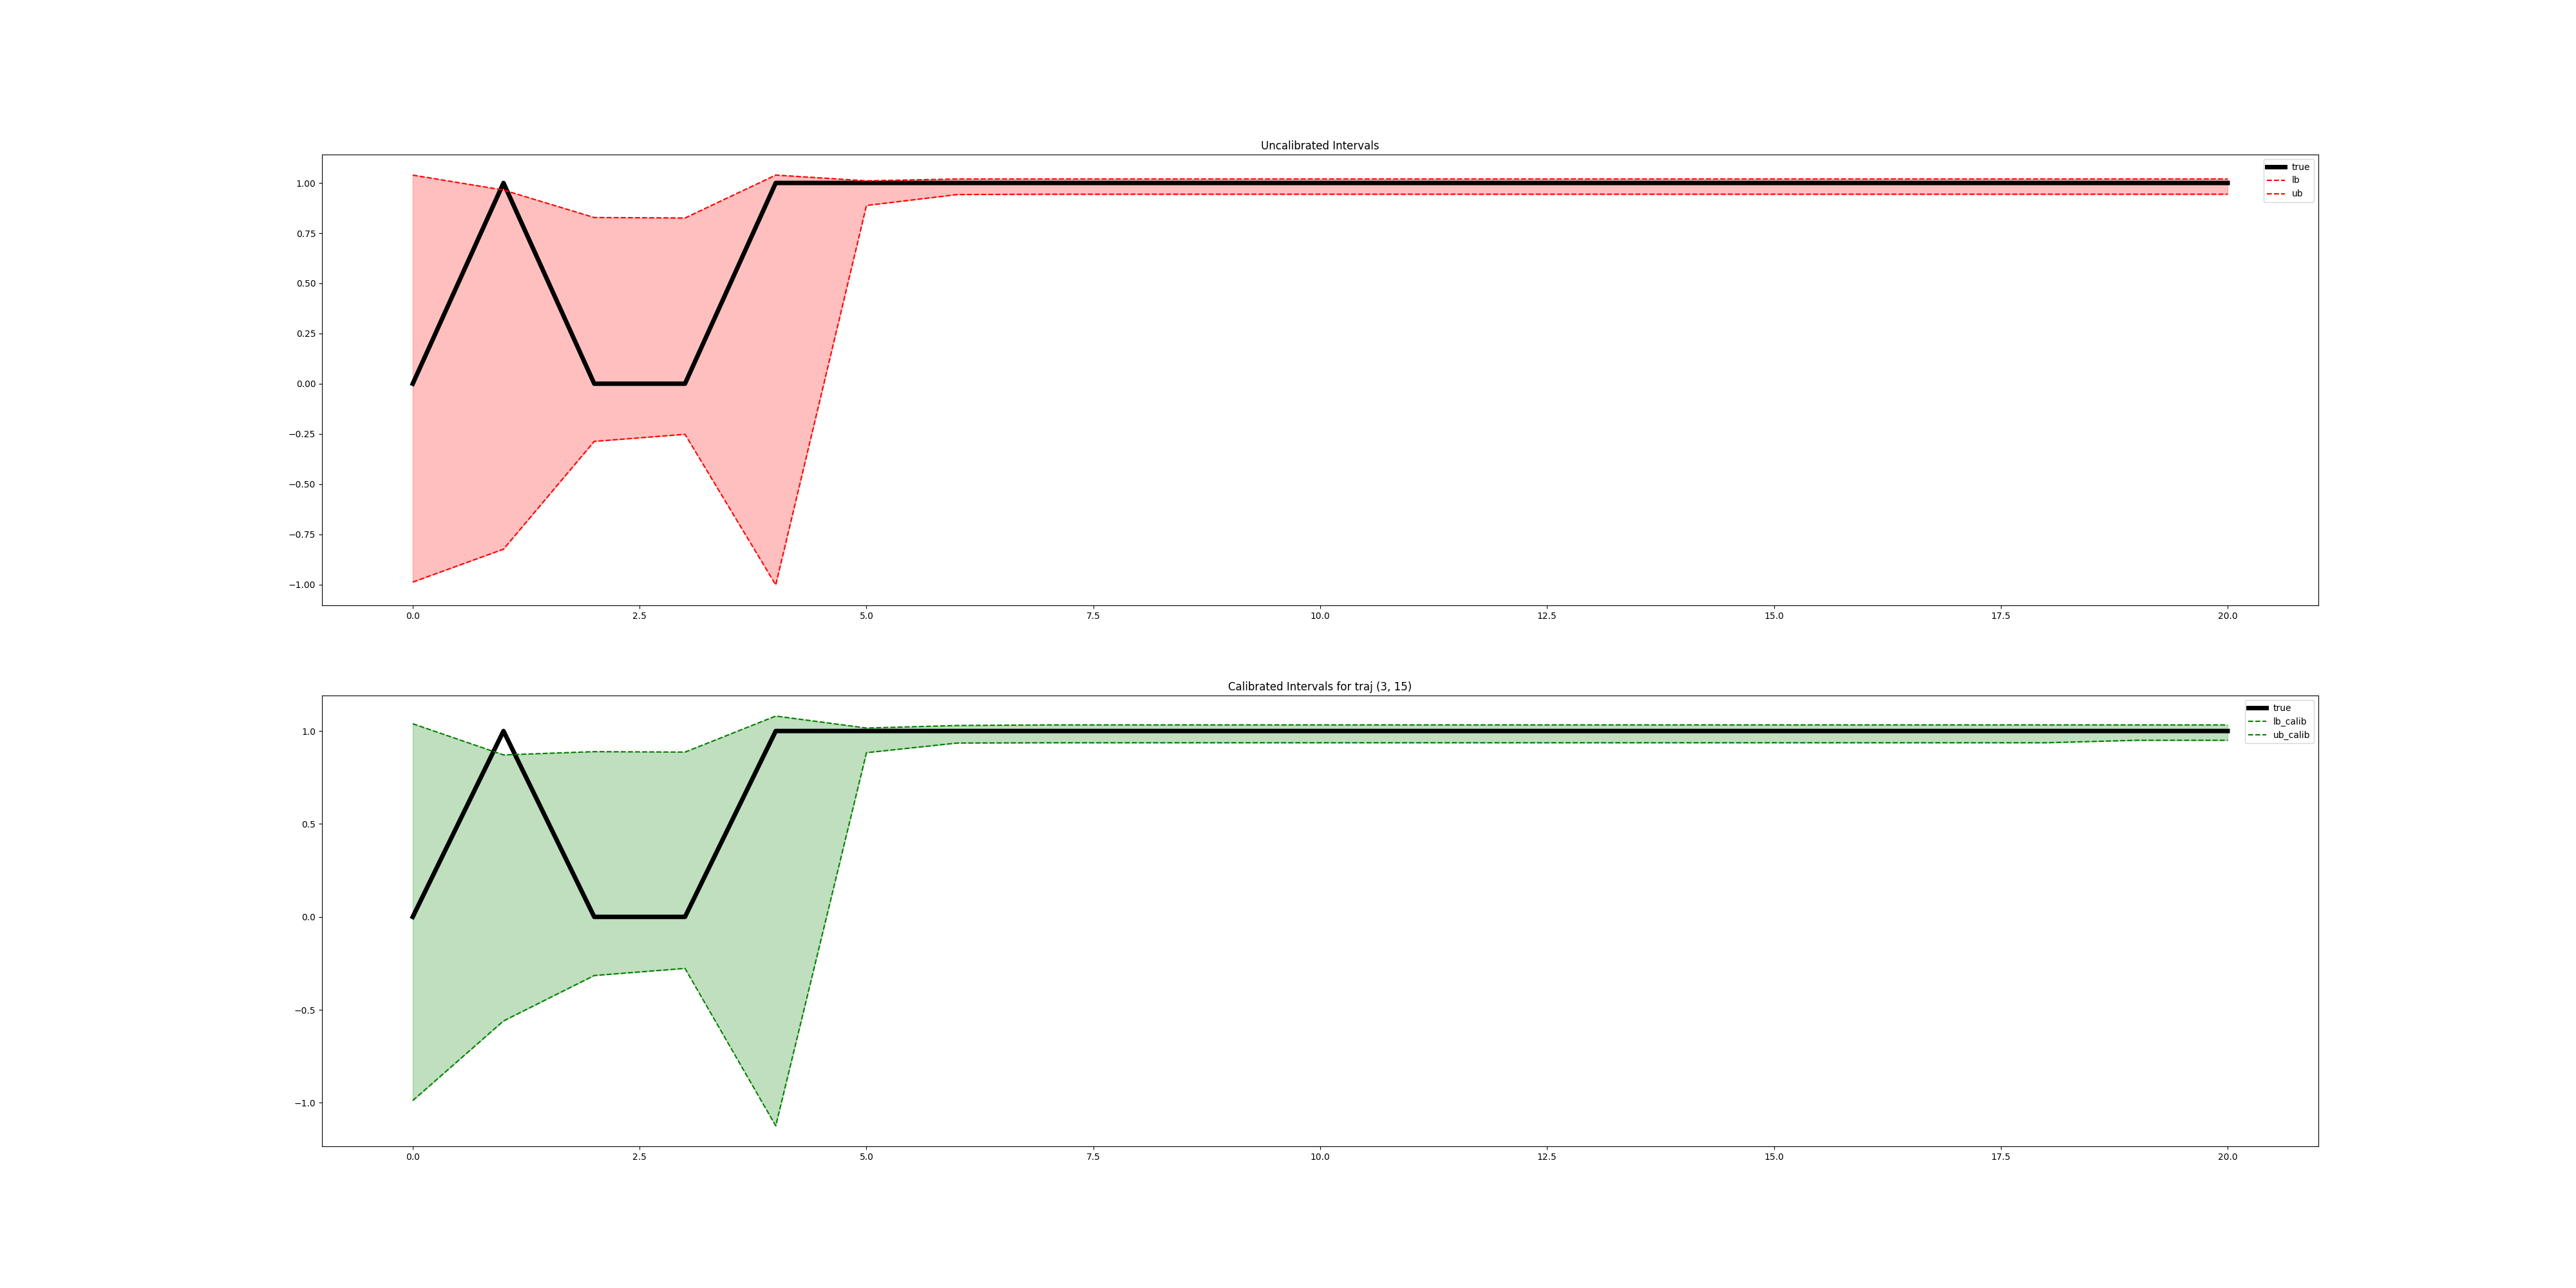 Uncalibrated Intervals
true
lb
ub
1.00
0.75
0.50
0.25
0.00
−0.25
−0.50
−0.75
−1.00
0.0 2.5 5.0 7.5 10.0 12.5 15.0 17.5 20.0
Calibrated Intervals for traj (3, 15)
true
lb_calib
ub_calib
1.0
0.5
0.0
−0.5
−1.0
0.0 2.5 5.0 7.5 10.0 12.5 15.0 17.5 20.0